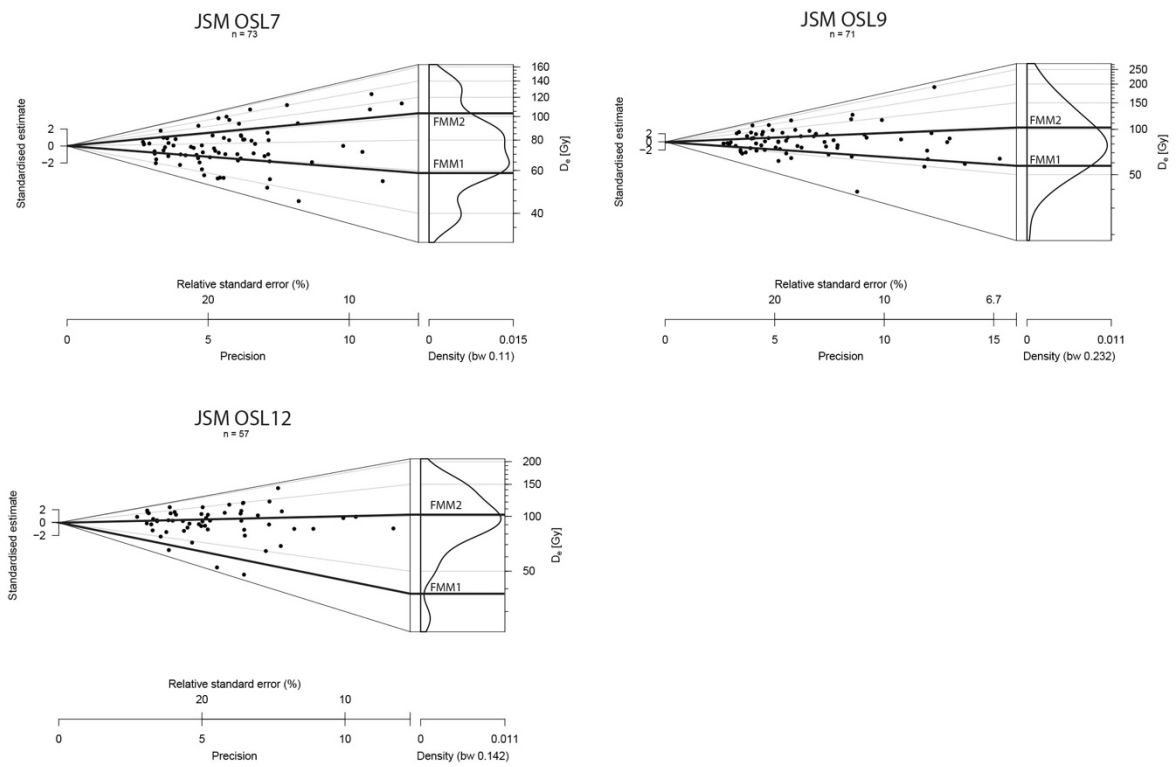 JSM OSL7
n = 73
Standardised estimate
2
0
−2
FMM2
FMM1
160
140
120
100
80
60
40
De [Gy]
Relative standard error (%)
20 10
0 5 10
Precision
0 0.015
Density (bw 0.11)
JSM OSL9
n = 71
Standardised estimate
2
0
−2
FMM2
FMM1
250
200
150
100
50
De [Gy]
Relative standard error (%)
20 10 6.7
0 5 10 15
Precision
0 0.011
Density (bw 0.232)
JSM OSL12
n = 57
Standardised estimate
2
0
−2
FMM2
FMM1
200
150
100
50
De [Gy]
Relative standard error (%)
20 10
0 5 10
Precision
0 0.011
Density (bw 0.142)